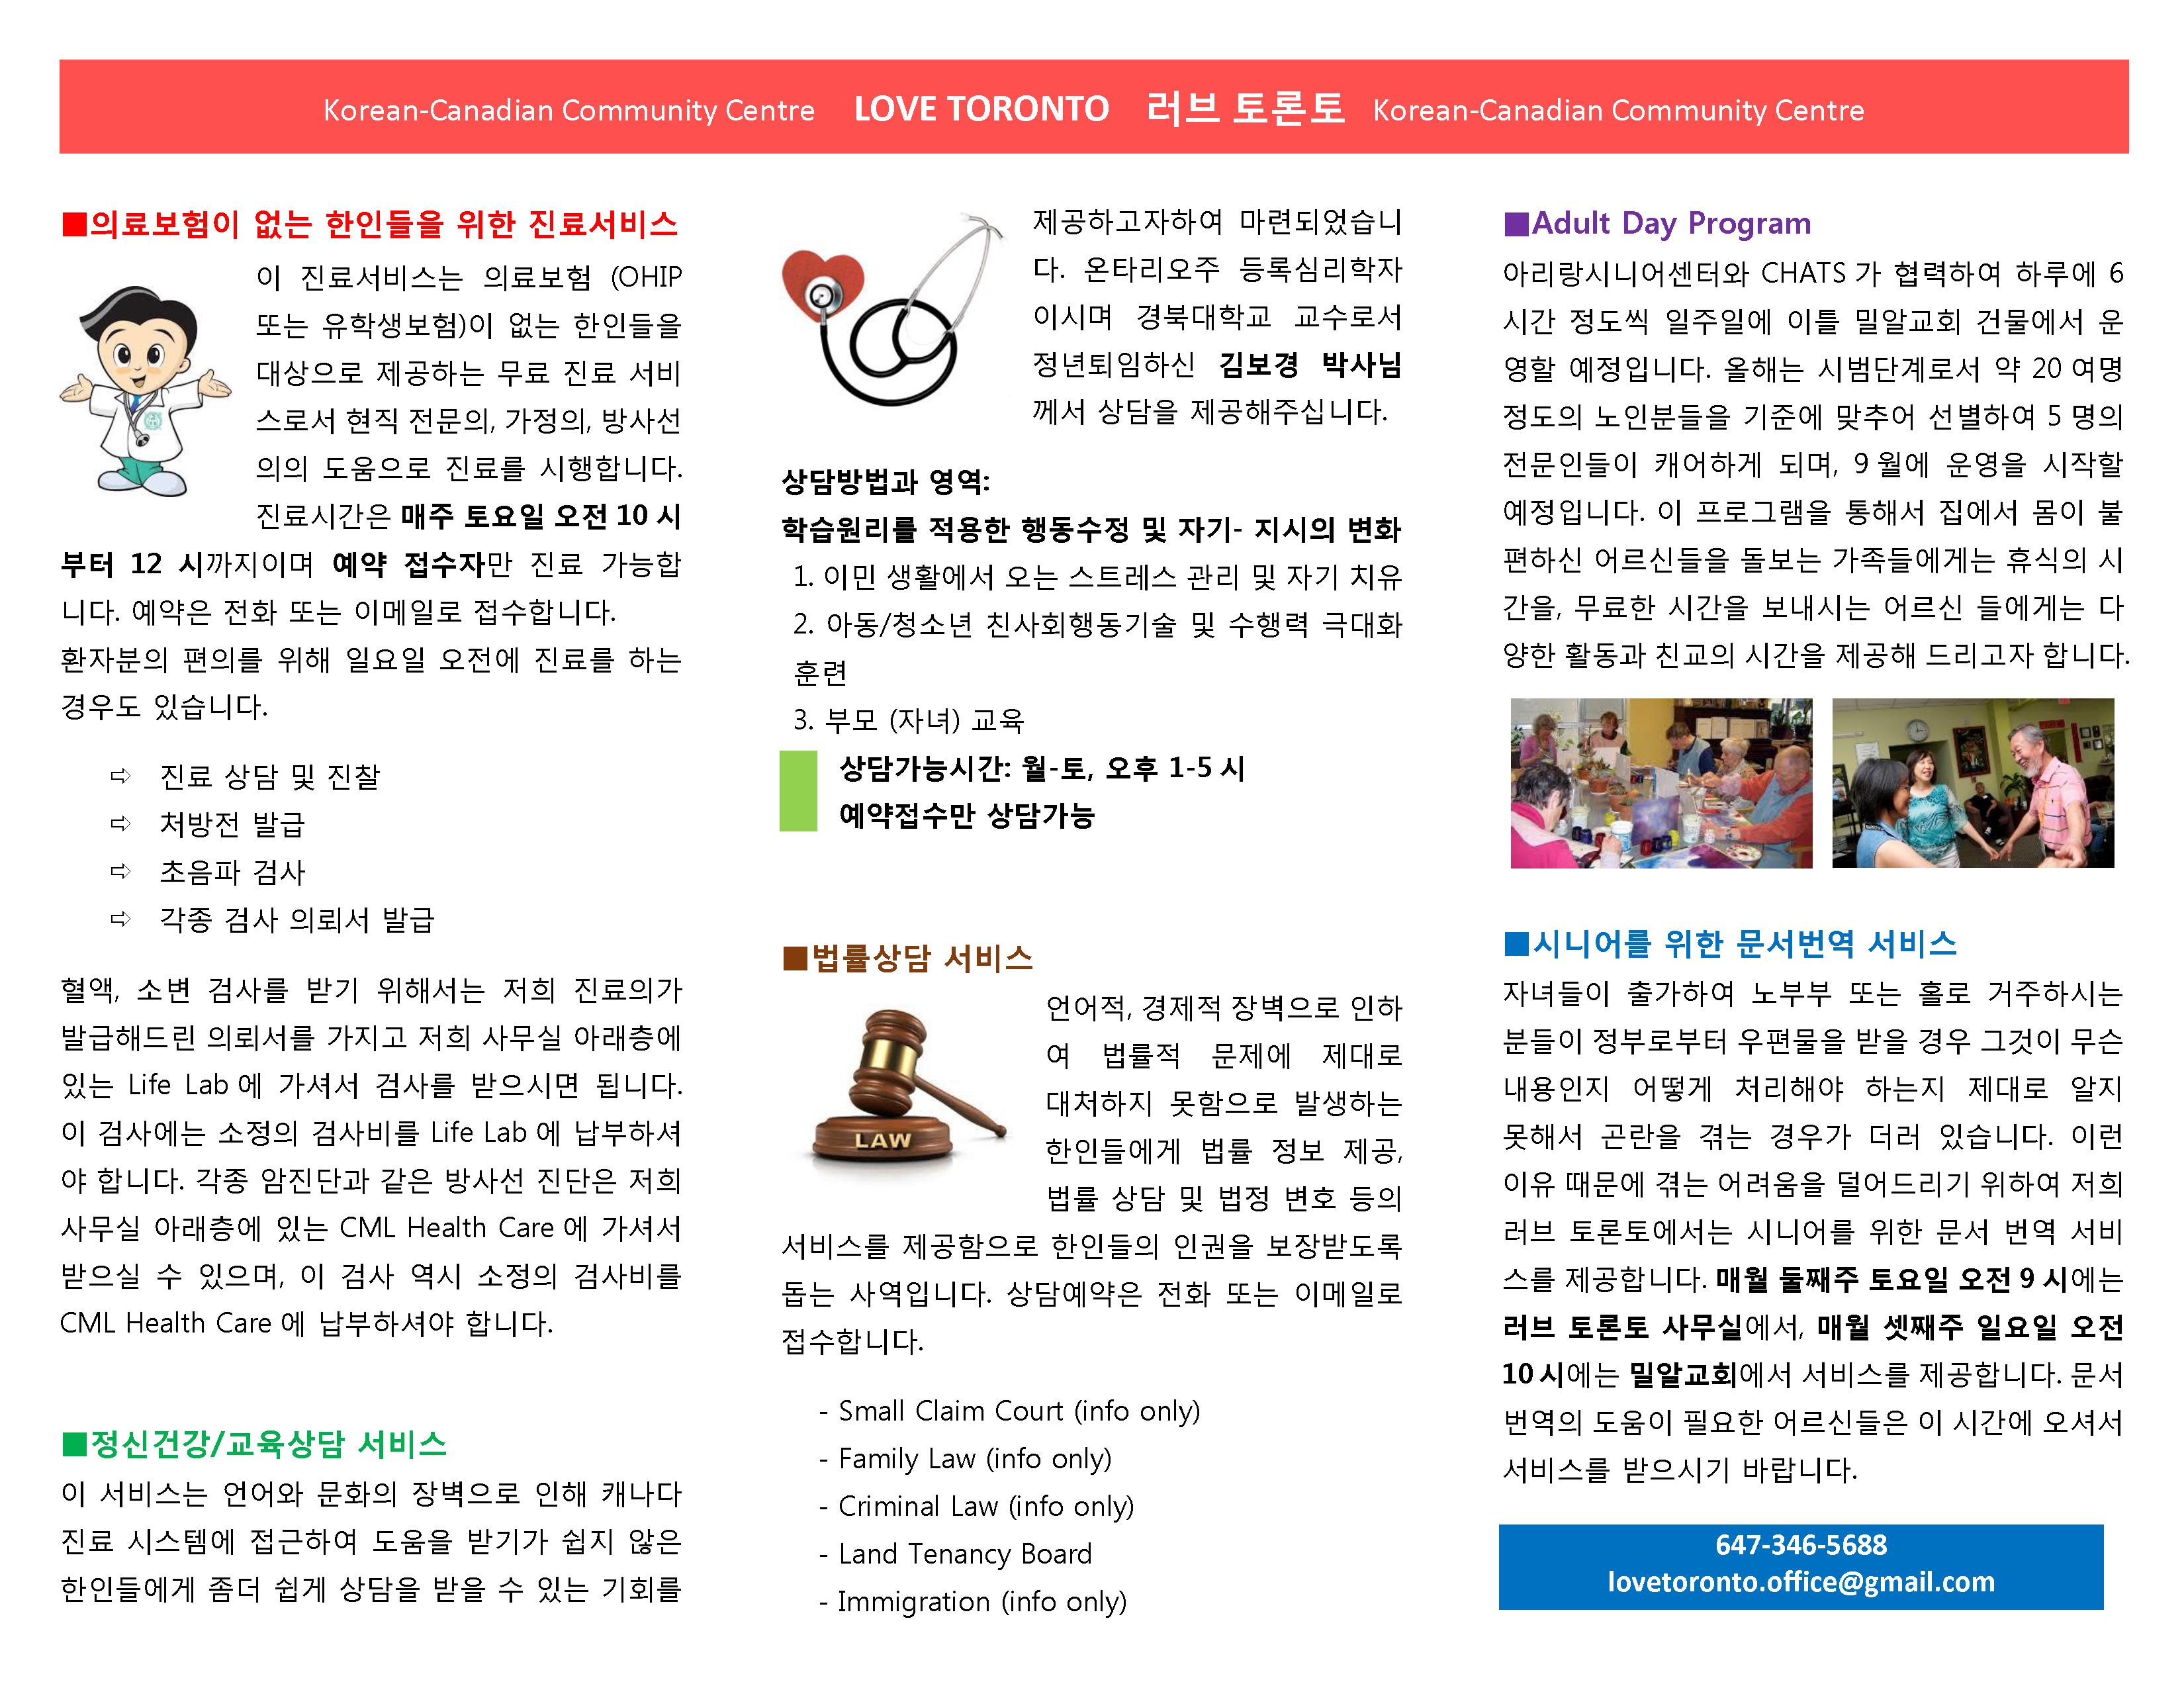 Korean-Canadian Community Centre LOVE TORONTO 러브 토론토 Korean-Canadian Community Centre
■의료보험이 없는 한인들을 위한 진료서비스
이 진료서비스는 의료보험 (OHIP
또는 유학생보험)이 없는 한인들을
대상으로 제공하는 무료 진료 서비
스로서 현직 전문의, 가정의, 방사선
의의 도움으로 진료를 시행합니다.
진료시간은 매주 토요일 오전 10 시
부터 12 시까지이며 예약 접수자만 진료 가능합
니다. 예약은 전화 또는 이메일로 접수합니다.
환자분의 편의를 위해 일요일 오전에 진료를 하는
경우도 있습니다.
⇨ 진료 상담 및 진찰
⇨ 처방전 발급
⇨ 초음파 검사
⇨ 각종 검사 의뢰서 발급
혈액, 소변 검사를 받기 위해서는 저희 진료의가
발급해드린 의뢰서를 가지고 저희 사무실 아래층에
있는 Life Lab 에 가셔서 검사를 받으시면 됩니다.
이 검사에는 소정의 검사비를 Life Lab 에 납부하셔
야 합니다. 각종 암진단과 같은 방사선 진단은 저희
사무실 아래층에 있는 CML Health Care 에 가셔서
받으실 수 있으며, 이 검사 역시 소정의 검사비를
CML Health Care 에 납부하셔야 합니다.
■정신건강/교육상담 서비스
이 서비스는 언어와 문화의 장벽으로 인해 캐나다
진료 시스템에 접근하여 도움을 받기가 쉽지 않은
한인들에게 좀더 쉽게 상담을 받을 수 있는 기회를
제공하고자하여 마련되었습니
다. 온타리오주 등록심리학자
이시며 경북대학교 교수로서
정년퇴임하신 김보경 박사님
께서 상담을 제공해주십니다.
상담방법과 영역:
학습원리를 적용한 행동수정 및 자기- 지시의 변화
1. 이민 생활에서 오는 스트레스 관리 및 자기 치유
2. 아동/청소년 친사회행동기술 및 수행력 극대화
훈련
3. 부모 (자녀) 교육
상담가능시간: 월-토, 오후 1-5 시
예약접수만 상담가능
■법률상담 서비스
LAW
언어적, 경제적 장벽으로 인하
여 법률적 문제에 제대로
대처하지 못함으로 발생하는
한인들에게 법률 정보 제공,
법률 상담 및 법정 변호 등의
서비스를 제공함으로 한인들의 인권을 보장받도록
돕는 사역입니다. 상담예약은 전화 또는 이메일로
접수합니다.
- Small Claim Court (info only)
- Family Law (info only)
- Criminal Law (info only)
- Land Tenancy Board
- Immigration (info only)
■Adult Day Program
아리랑시니어센터와 CHATS 가 협력하여 하루에 6
시간 정도씩 일주일에 이틀 밀알교회 건물에서 운
영할 예정입니다. 올해는 시범단계로서 약 20 여명
정도의 노인분들을 기준에 맞추어 선별하여 5 명의
전문인들이 캐어하게 되며, 9 월에 운영을 시작할
예정입니다. 이 프로그램을 통해서 집에서 몸이 불
편하신 어르신들을 돌보는 가족들에게는 휴식의 시
간을, 무료한 시간을 보내시는 어르신 들에게는 다
양한 활동과 친교의 시간을 제공해 드리고자 합니다.
■시니어를 위한 문서번역 서비스
자녀들이 출가하여 노부부 또는 홀로 거주하시는
분들이 정부로부터 우편물을 받을 경우 그것이 무슨
내용인지 어떻게 처리해야 하는지 제대로 알지
못해서 곤란을 겪는 경우가 더러 있습니다. 이런
이유 때문에 겪는 어려움을 덜어드리기 위하여 저희
러브 토론토에서는 시니어를 위한 문서 번역 서비
스를 제공합니다. 매월 둘째주 토요일 오전 9 시에는
러브 토론토 사무실에서, 매월 셋째주 일요일 오전
10 시에는 밀알교회에서 서비스를 제공합니다. 문서
번역의 도움이 필요한 어르신들은 이 시간에 오셔서
서비스를 받으시기 바랍니다.
647-346-5688
lovetoronto.office@gmail.com